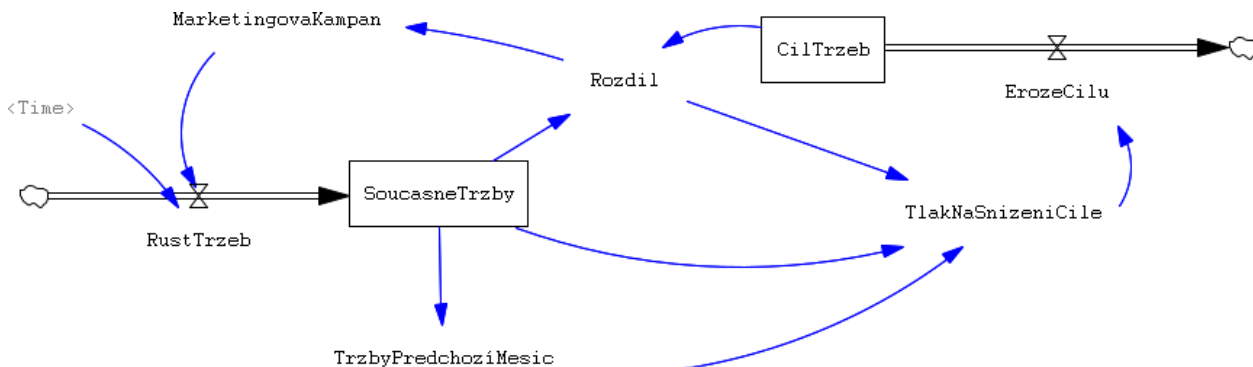 MarketingovaKampan
CilTrzeb
Rozdil
ErozeCilu
<Time>
SoucasneTrzby
TlakNaSnizeniCile
RustTrzeb
TrzbyPredchoziMesic